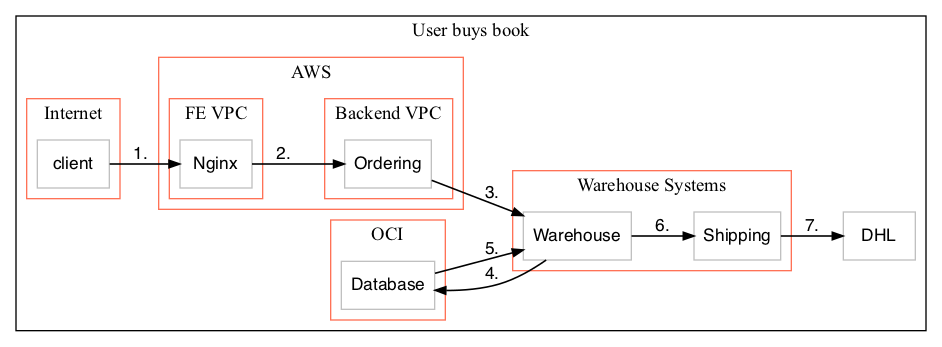 User buys book
AWS
Internet
FE VPC
Backend VPC
client
1.
Nginx
2.
Ordering
3.
Warehouse Systems
Warehouse
6.
Shipping
7.
DHL
OCI
Database
5.
4.